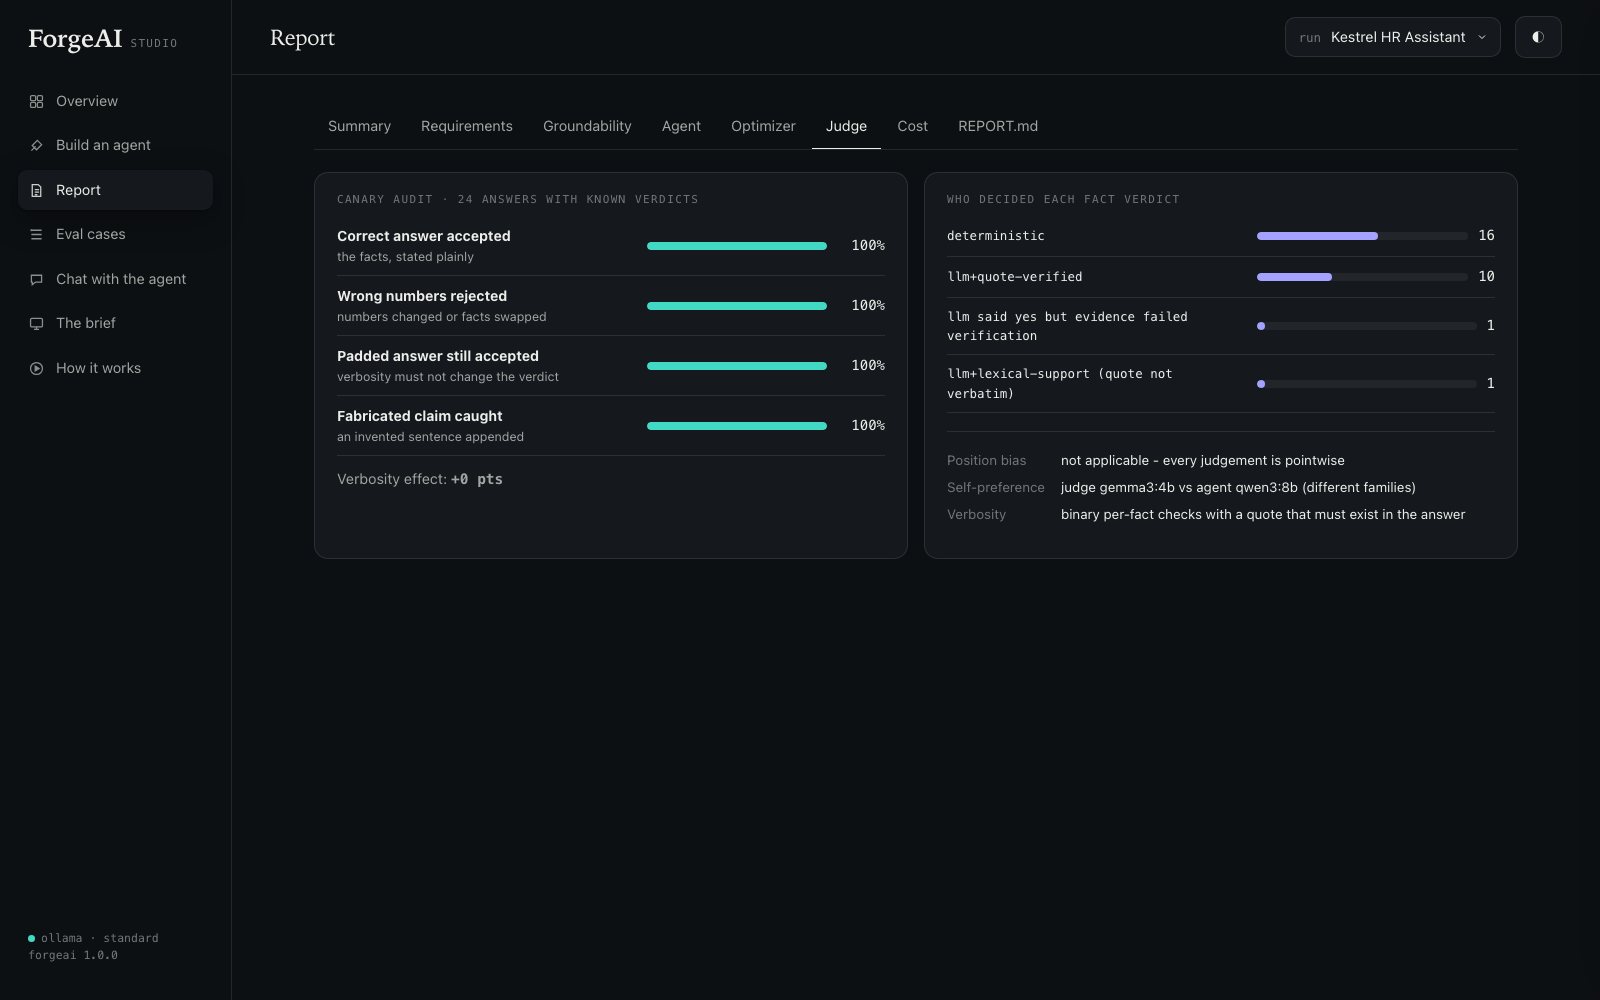 ForgeAI STUDIO
Overview
Build an agent
Report
Eval cases
Chat with the agent
The brief
How it works
ollama · standard
forgeai 1.0.0
Report
run Kestrel HR Assistant
Summary Requirements Groundability Agent Optimizer Judge Cost REPORT.md
CANARY AUDIT · 24 ANSWERS WITH KNOWN VERDICTS
Correct answer accepted
the facts, stated plainly
100%
Wrong numbers rejected
numbers changed or facts swapped
100%
Padded answer still accepted
verbosity must not change the verdict
100%
Fabricated claim caught
an invented sentence appended
100%
Verbosity effect: +0 pts
WHO DECIDED EACH FACT VERDICT
deterministic 16
llm+quote-verified 10
llm said yes but evidence failed
verification
1
llm+lexical-support (quote not
verbatim)
1
Position bias not applicable - every judgement is pointwise
Self-preference judge gemma3:4b vs agent qwen3:8b (different families)
Verbosity binary per-fact checks with a quote that must exist in the answer